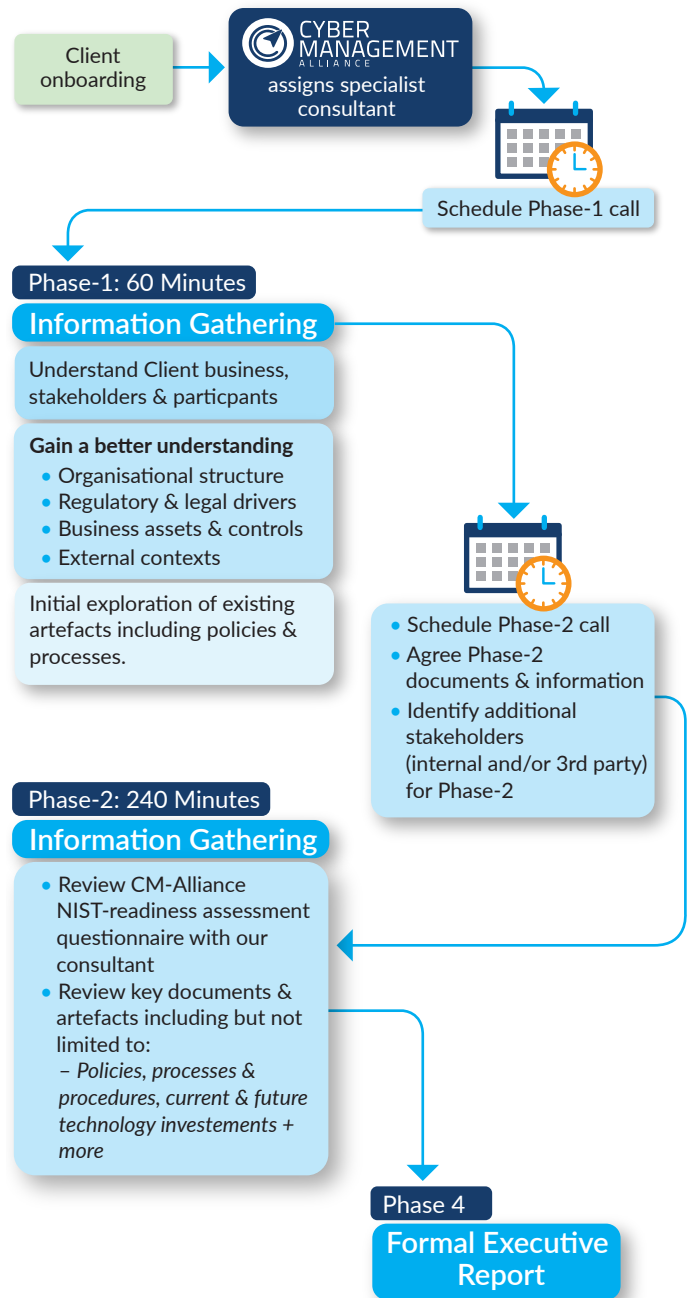 Client
onboarding
CYBER
MANAGEMENT
ALLIANCE
assigns specialist
consultant
Schedule Phase-1 call
Phase-1: 60 Minutes
Information Gathering
Understand Client business,
stakeholders & particpants
Gain a better understanding
• Organisational structure
• Regulatory & legal drivers
• Business assets & controls
• External contexts
Initial exploration of existing
artefacts including policies &
processes.
• Schedule Phase-2 call
• Agree Phase-2
documents & information
• Identify additional
stakeholders
(internal and/or 3rd party)
for Phase-2
Phase-2: 240 Minutes
Information Gathering
• Review CM-Alliance
NIST-readiness assessment
questionnaire with our
consultant
• Review key documents &
artefacts including but not
limited to:
– Policies, processes &
procedures, current & future
technology investements +
more
Phase 4
Formal Executive
Report